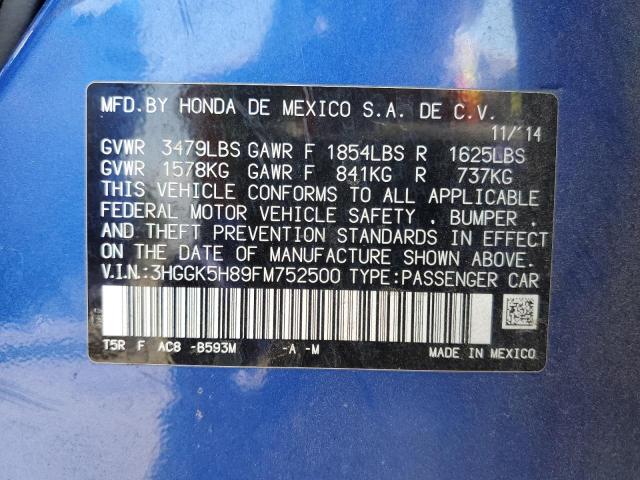 MFD.BY HONDA DE MEXICO S.A. DE C.V.
11/14
GVWR 3479LBS GAWR F 1854LBS R 1625LBS
GVWR 1578KG GAWR F 841KG R 737KG
THIS VEHICLE CONFORMS TO ALL APPLICABLE
FEDERAL MOTOR VEHICLE SAFETY , BUMPER ,
AND THEFT PREVENTION STANDARDS IN EFFECT
ON THE DATE OF MANUFACTURE SHOWN ABOVE.
V.I.N.:3HGGK5H89FM752500 TYPE:PASSENGER CAR
T5R F AC8 -B593M -A -M MADE IN MEXICO